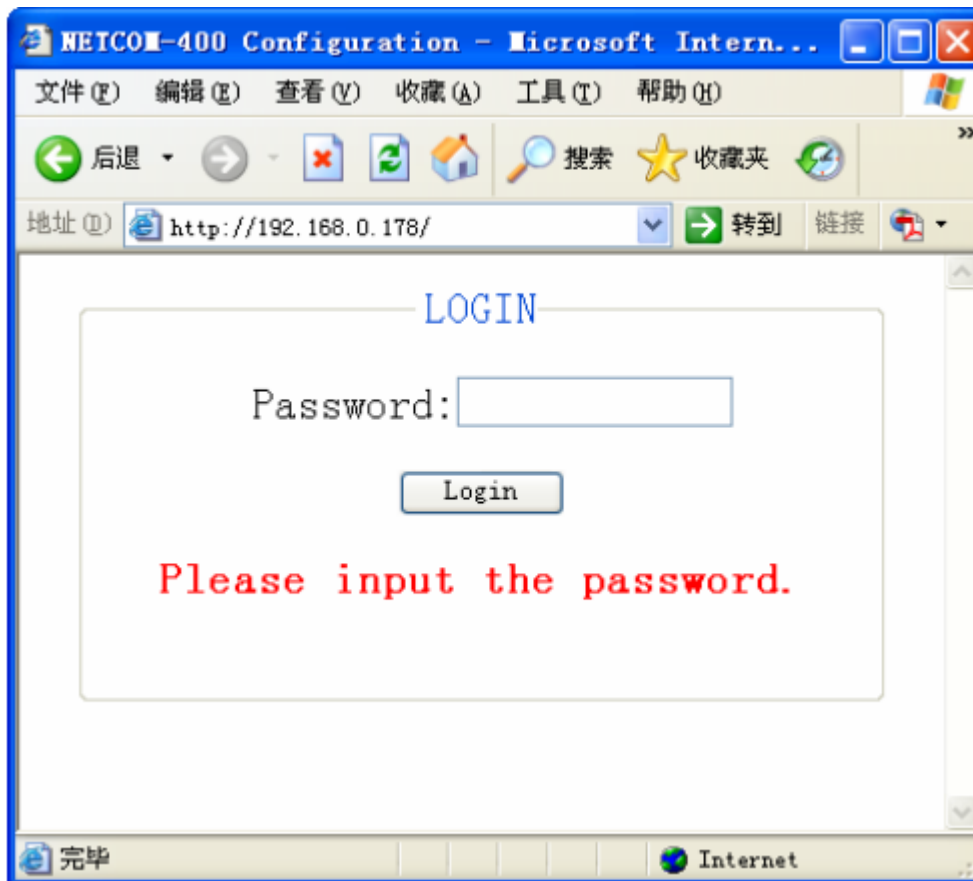 NETCOM-400 Configuration - Microsoft Intern...
文件(F) 编辑(E) 查看(V) 收藏(A) 工具(T) 帮助(H)
后退 搜索 收藏夹 »
地址(D) http://192.168.0.178/ 转到 链接
LOGIN
Password:
Login
Please input the password.
完毕 Internet